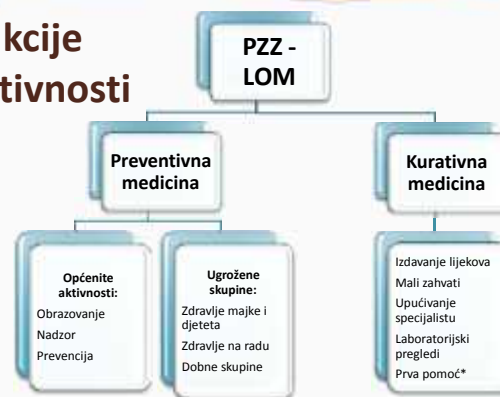 kcije
tivnosti
PZZ -
LOM
Preventivna
medicina
Kurativna
medicina
Općenite
aktivnosti:
Obrazovanje
Nadzor
Prevencija
Ugrožene
skupine:
Zdravlje majke i
djeteta
Zdravlje na radu
Dobne skupine
Izdavanje lijekova
Mali zahvati
Upućivanje
specijalistu
Laboratorijski
pregledi
Prva pomoć*